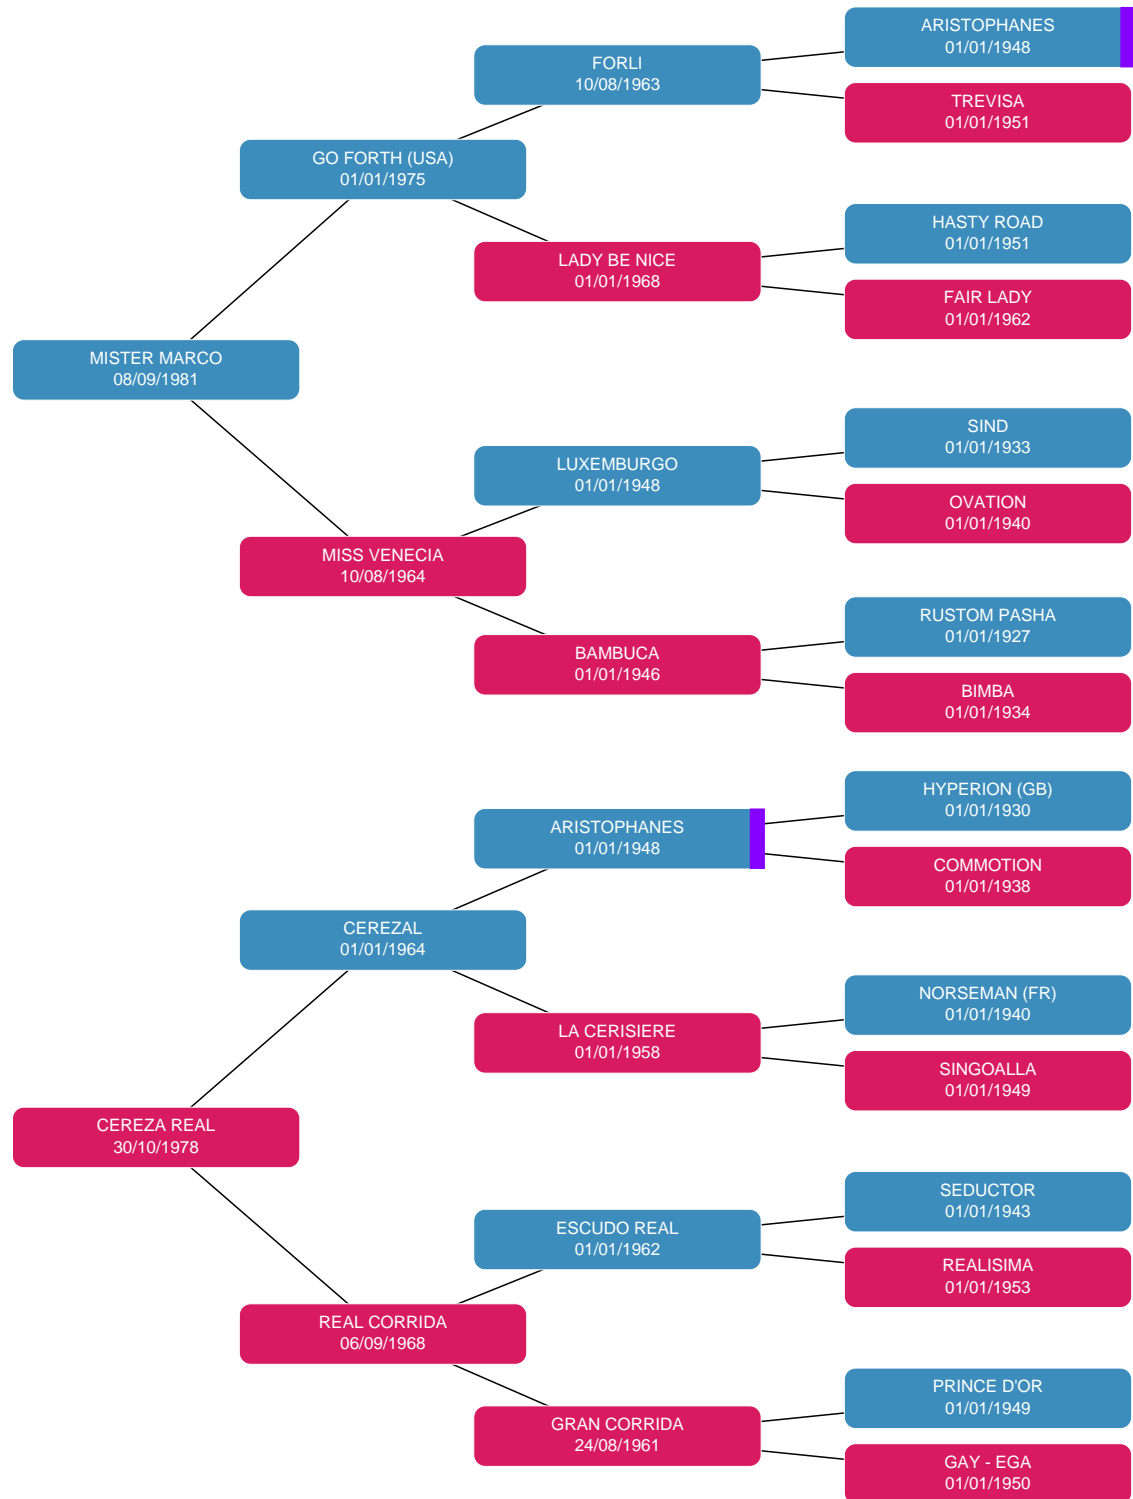 ARISTOPHANES
01/01/1948
FORLI
10/08/1963
TREVISA
01/01/1951
GO FORTH (USA)
01/01/1975
HASTY ROAD
01/01/1951
LADY BE NICE
01/01/1968
FAIR LADY
01/01/1962
MISTER MARCO
08/09/1981
SIND
01/01/1933
LUXEMBURGO
01/01/1948
OVATION
01/01/1940
MISS VENECIA
10/08/1964
RUSTOM PASHA
01/01/1927
BAMBUCA
01/01/1946
BIMBA
01/01/1934
HYPERION (GB)
01/01/1930
ARISTOPHANES
01/01/1948
COMMOTION
01/01/1938
CEREZAL
01/01/1964
NORSEMAN (FR)
01/01/1940
LA CERISIERE
01/01/1958
SINGOALLA
01/01/1949
CEREZA REAL
30/10/1978
SEDUCTOR
01/01/1943
ESCUDO REAL
01/01/1962
REALISIMA
01/01/1953
REAL CORRIDA
06/09/1968
PRINCE D'OR
01/01/1949
GRAN CORRIDA
24/08/1961
GAY - EGA
01/01/1950